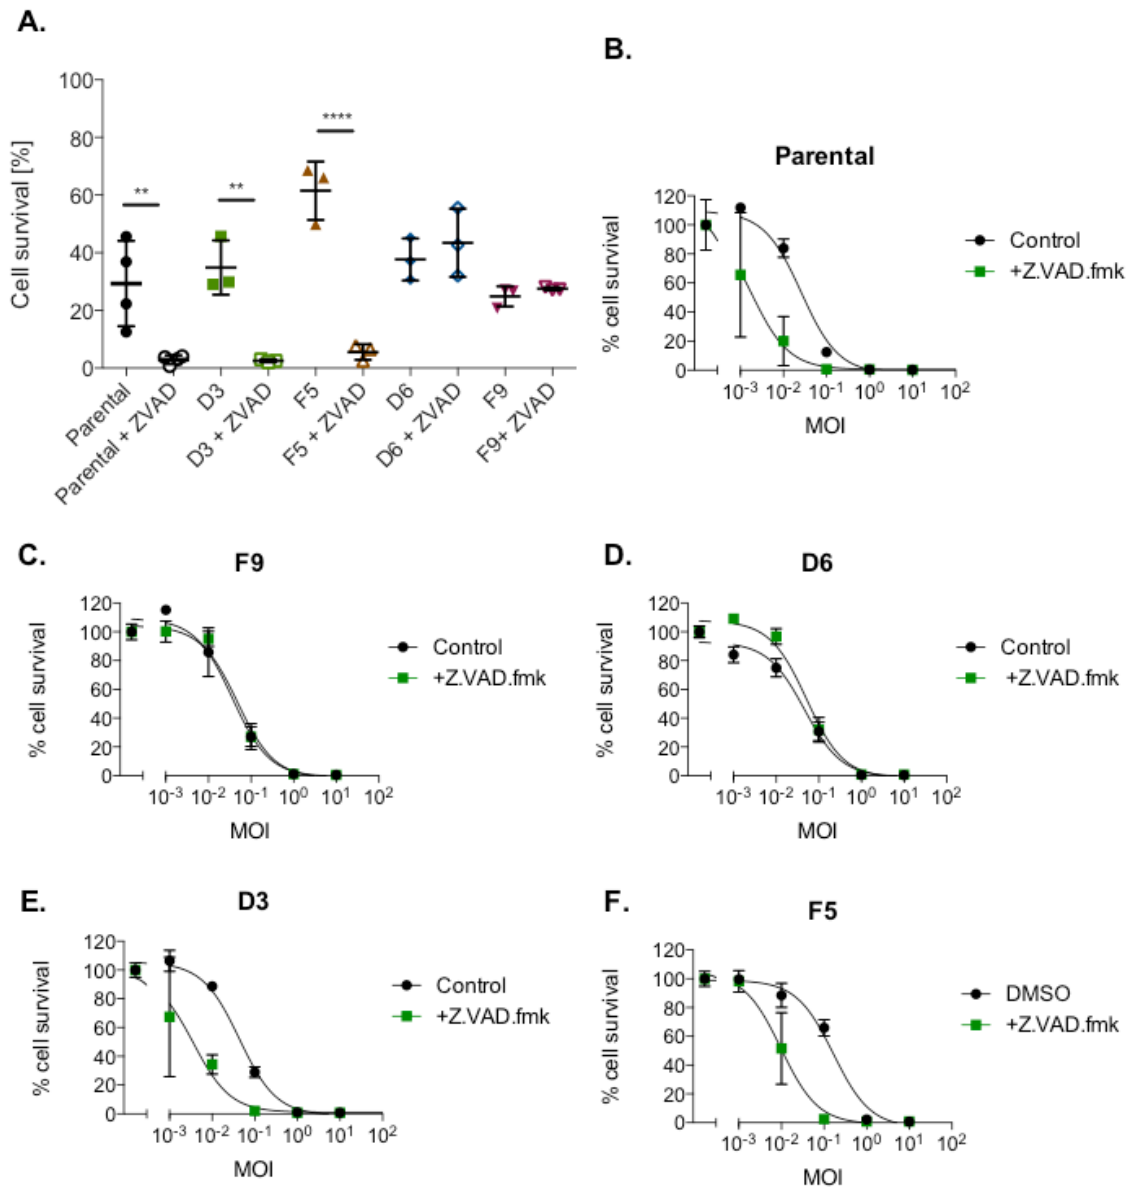 A.
100
80
60
40
20
0
Cell survival [%]
**
**
****
Parental
Parental + ZVAD
D3
D3 + ZVAD
F5
F5 + ZVAD
D6
D6 + ZVAD
F9
F9+ ZVAD
B.
Parental
120
100
80
60
40
20
0
% cell survival
10-3 10-2 10-1 100 101 102
MOI
Control
+Z.VAD.fmk
C.
F9
120
100
80
60
40
20
0
% cell survival
10-3 10-2 10-1 100 101 102
MOI
Control
+Z.VAD.fmk
D.
D6
120
100
80
60
40
20
0
% cell survival
10-3 10-2 10-1 100 101 102
MOI
Control
+Z.VAD.fmk
E.
D3
120
100
80
60
40
20
0
% cell survival
10-3 10-2 10-1 100 101 102
MOI
Control
+Z.VAD.fmk
F.
F5
120
100
80
60
40
20
0
% cell survival
10-3 10-2 10-1 100 101 102
MOI
DMSO
+Z.VAD.fmk